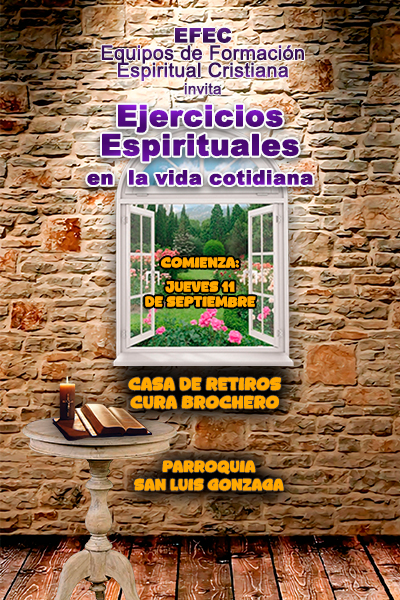 EFEC
Equipos de Formación
Espiritual Cristiana
invita
Ejercicios
Espirituales
en la vida cotidiana
COMIENZA:
JUEVES 11
DE SEPTIEMBRE
CASA DE RETIROS
CURA BROCHERO
PARROQUIA
SAN LUIS GONZAGA